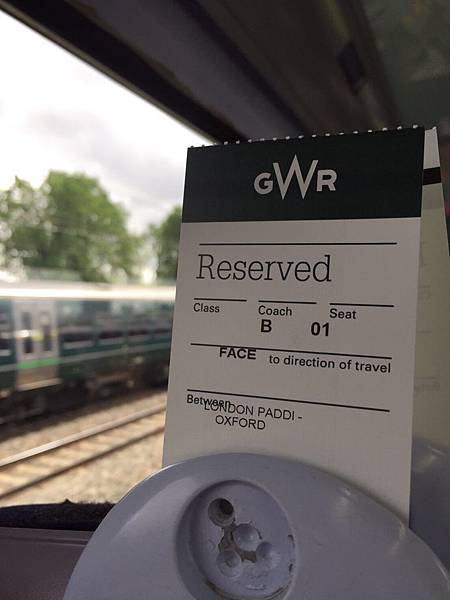 GWR
Reserved
Class Coach Seat
B 01
FACE to direction of travel
Between
LONDON PADDI -
OXFORD